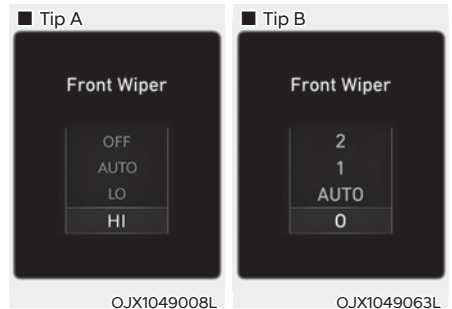 ■ Tip A
Front Wiper
OFF
AUTO
LO
HI
OJX1049008L
■ Tip B
Front Wiper
2
1
AUTO
0
OJX1049063L